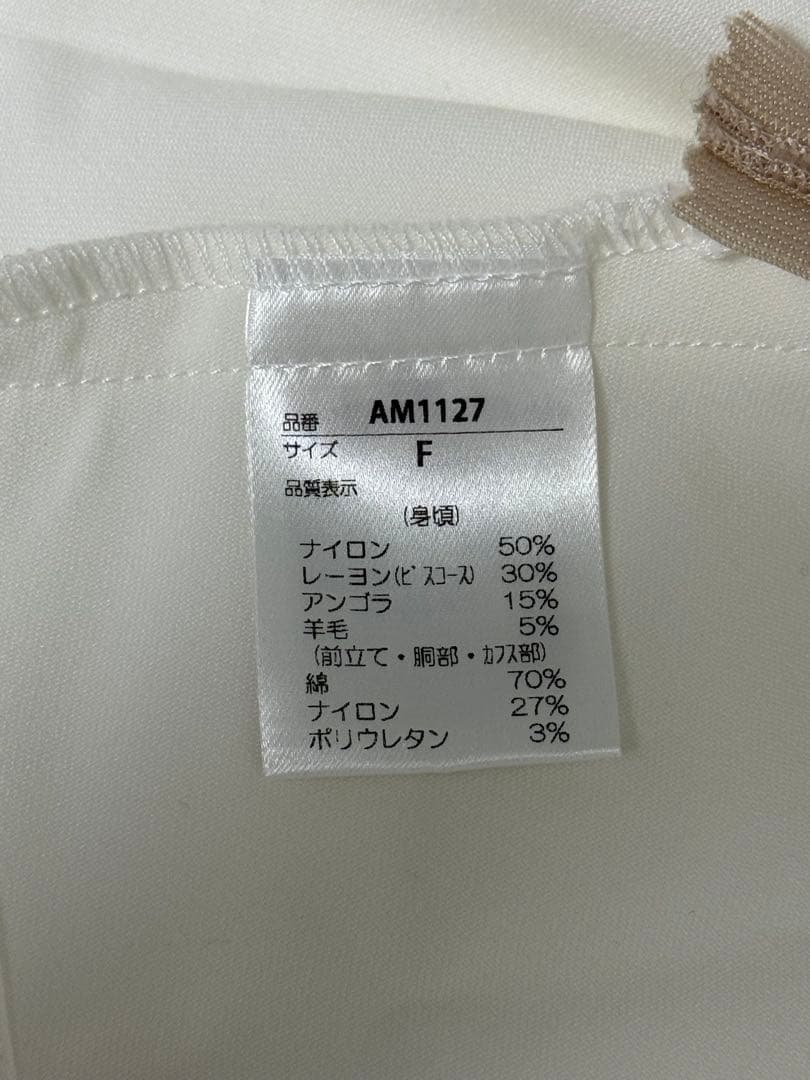 品番 AM1127
サイズ F
品質表示
(身頃)
ナイロン 50%
レーヨン(ビスコース) 30%
アンゴラ 15%
羊毛 5%
(前立て・胴部・カフス部)
綿 70%
ナイロン 27%
ポリウレタン 3%